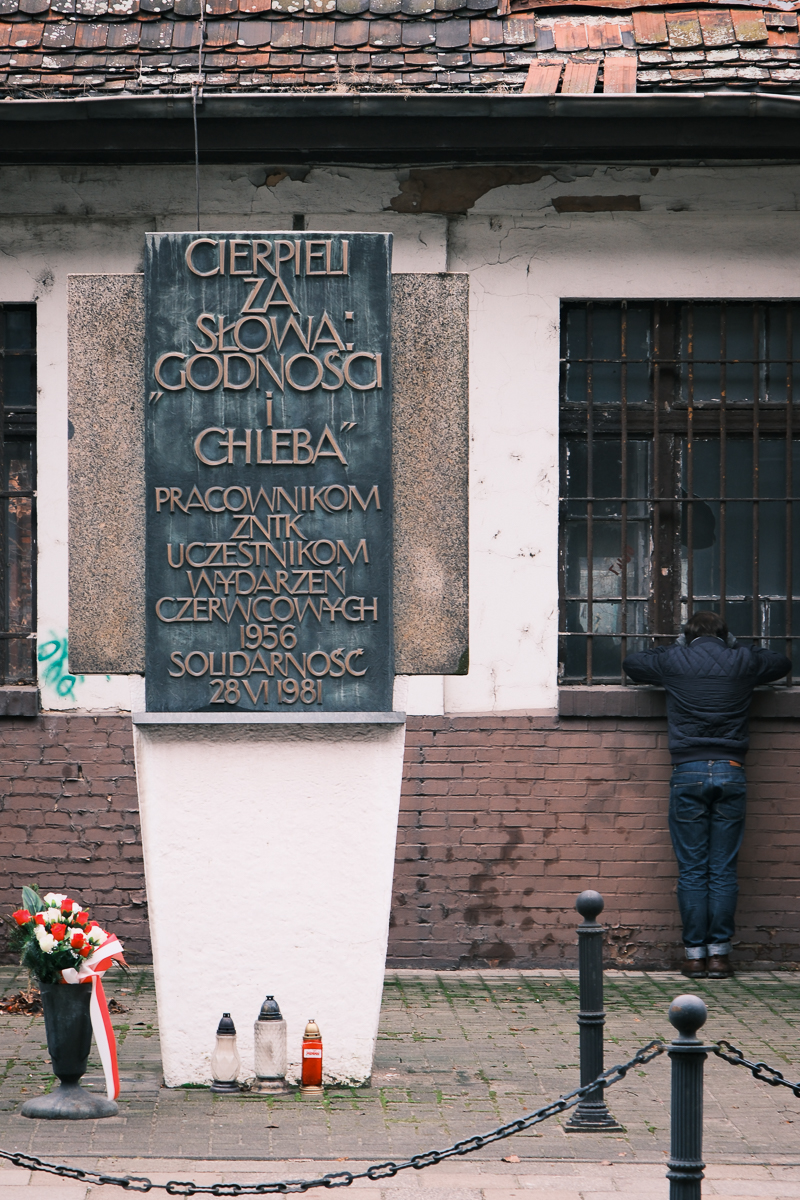 CIERPIELI
ZA
SŁOWA:
„GODNOŚCI
i
CHLEBA”
PRACOWNIKOM
ZNTK
UCZESTNIKOM
WYDARZEŃ
CZERWCOWYCH
1956
SOLIDARNOŚĆ
28 VI 1981